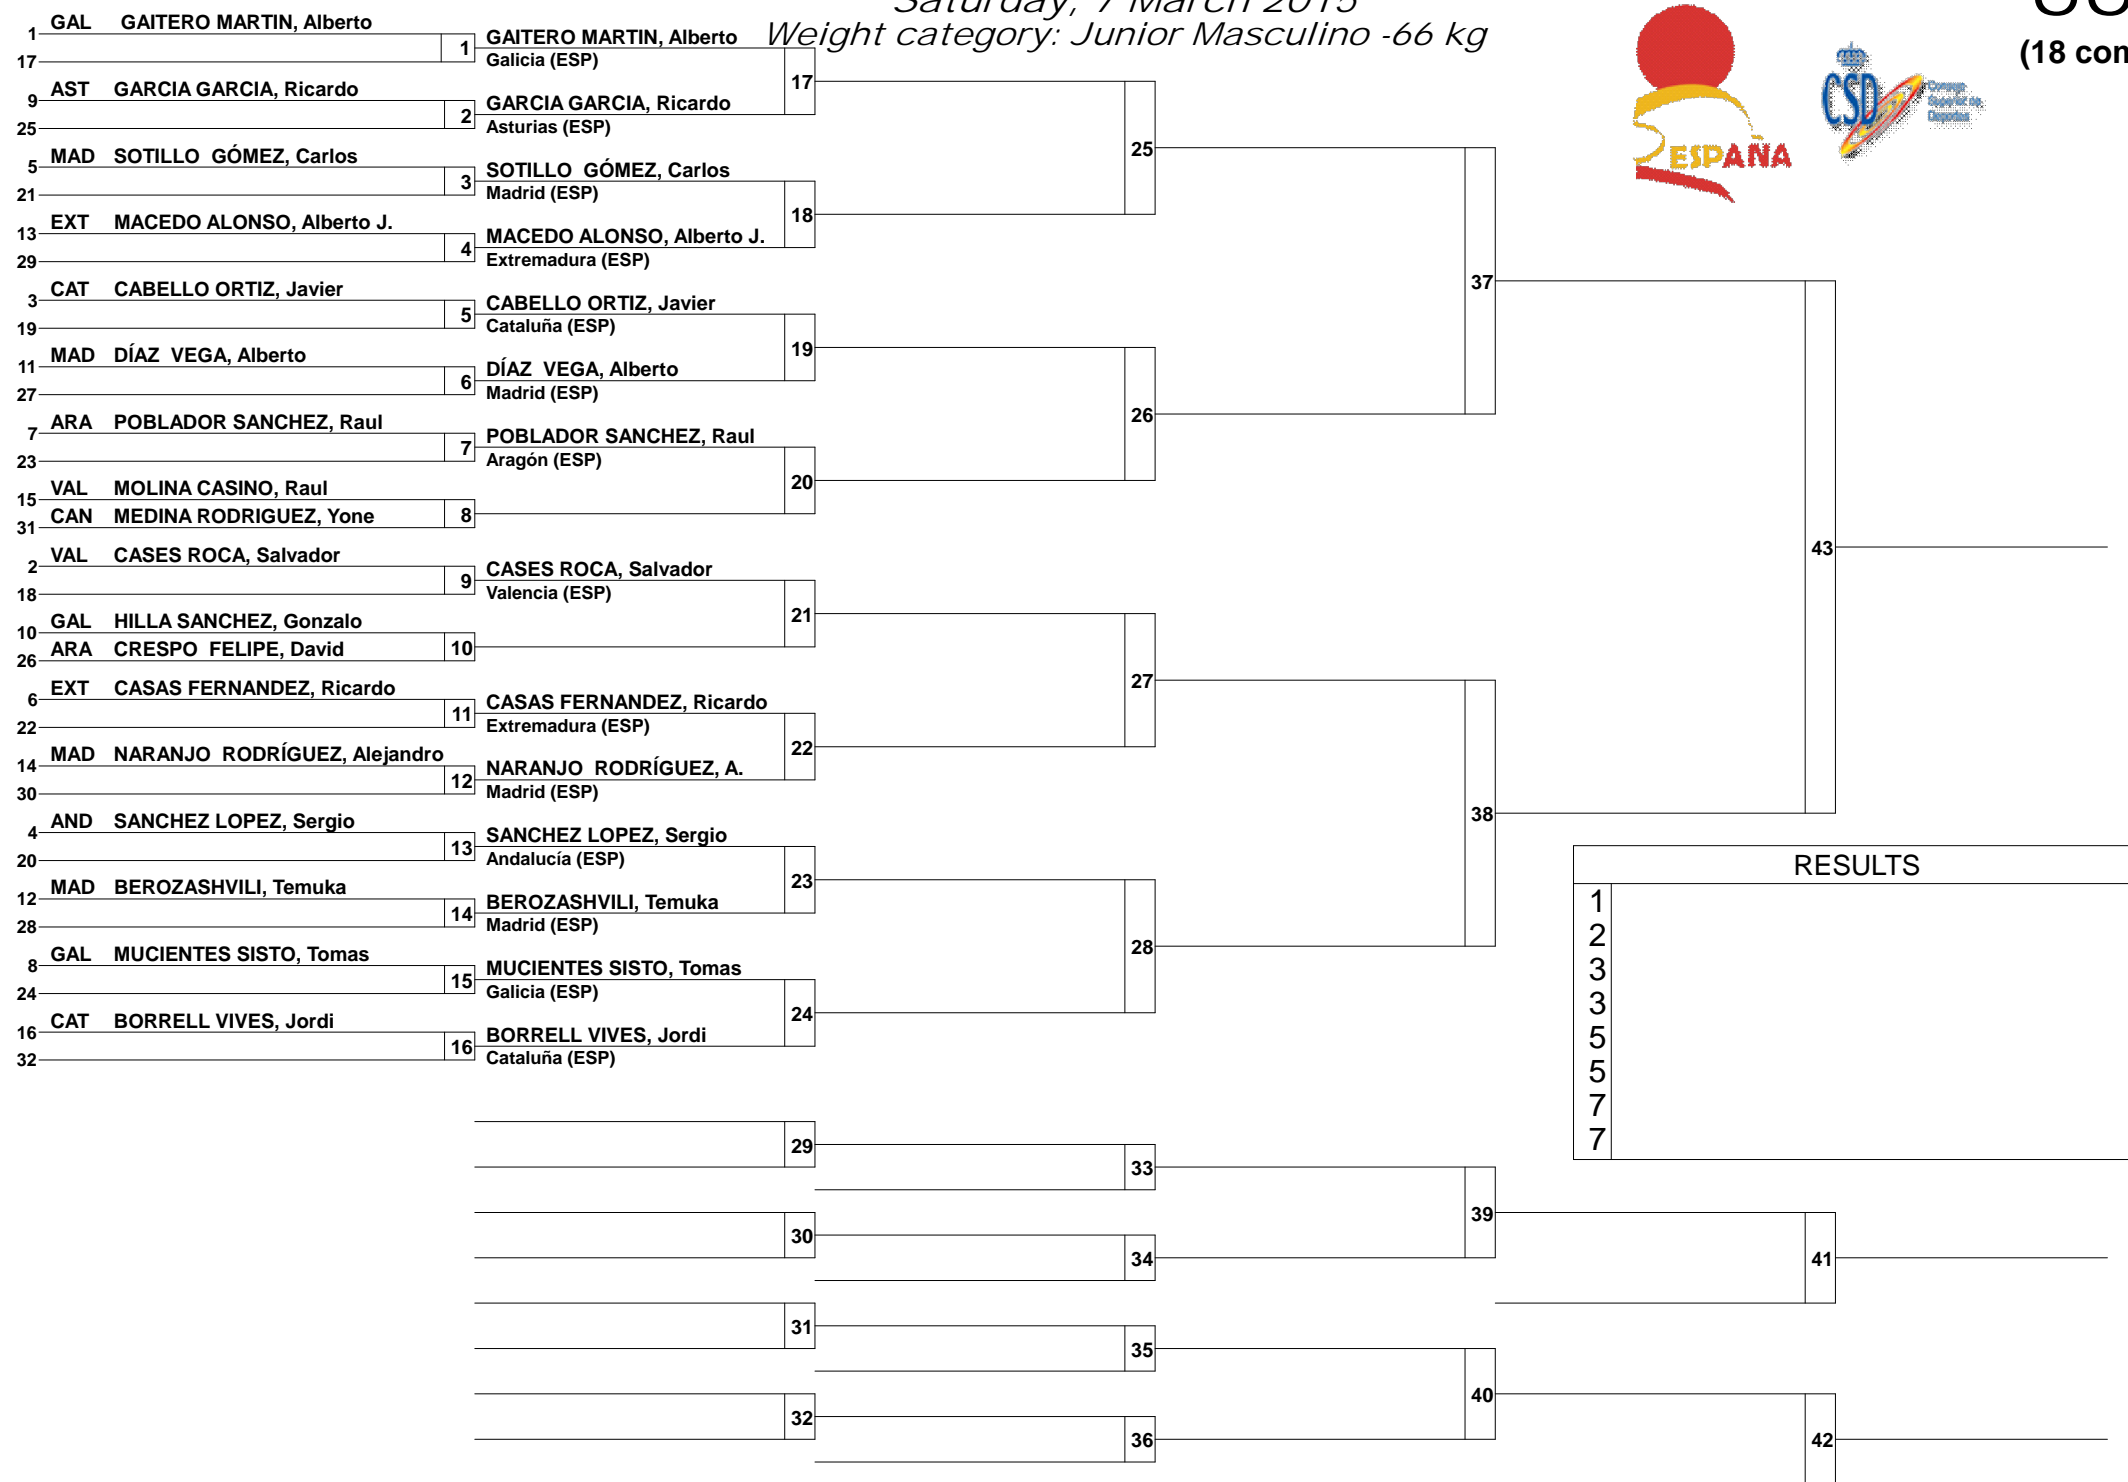 Saturday, 7 March 2015
Weight category: Junior Masculino -66 kg
(18 con
CSD
Consejo
Superior de
Deportes
ESPAÑA
1 GAL GAITERO MARTIN, Alberto
17
1 GAITERO MARTIN, Alberto
Galicia (ESP)
17
9 AST GARCIA GARCIA, Ricardo
25
2 GARCIA GARCIA, Ricardo
Asturias (ESP)
25
5 MAD SOTILLO GÓMEZ, Carlos
21
3 SOTILLO GÓMEZ, Carlos
Madrid (ESP)
18
13 EXT MACEDO ALONSO, Alberto J.
29
4 MACEDO ALONSO, Alberto J.
Extremadura (ESP)
37
3 CAT CABELLO ORTIZ, Javier
19
5 CABELLO ORTIZ, Javier
Cataluña (ESP)
19
11 MAD DÍAZ VEGA, Alberto
27
6 DÍAZ VEGA, Alberto
Madrid (ESP)
26
7 ARA POBLADOR SANCHEZ, Raul
23
7 POBLADOR SANCHEZ, Raul
Aragón (ESP)
20
15 VAL MOLINA CASINO, Raul
31 CAN MEDINA RODRIGUEZ, Yone
8
43
2 VAL CASES ROCA, Salvador
18
9 CASES ROCA, Salvador
Valencia (ESP)
21
10 GAL HILLA SANCHEZ, Gonzalo
26 ARA CRESPO FELIPE, David
10
27
6 EXT CASAS FERNANDEZ, Ricardo
22
11 CASAS FERNANDEZ, Ricardo
Extremadura (ESP)
22
14 MAD NARANJO RODRÍGUEZ, Alejandro
30
12 NARANJO RODRÍGUEZ, A.
Madrid (ESP)
38
4 AND SANCHEZ LOPEZ, Sergio
20
13 SANCHEZ LOPEZ, Sergio
Andalucía (ESP)
23
12 MAD BEROZASHVILI, Temuka
28
14 BEROZASHVILI, Temuka
Madrid (ESP)
28
8 GAL MUCIENTES SISTO, Tomas
24
15 MUCIENTES SISTO, Tomas
Galicia (ESP)
24
16 CAT BORRELL VIVES, Jordi
32
16 BORRELL VIVES, Jordi
Cataluña (ESP)
RESULTS
1
2
3
3
5
5
7
7
29
33
30
39
34
41
31
35
32
40
36
42